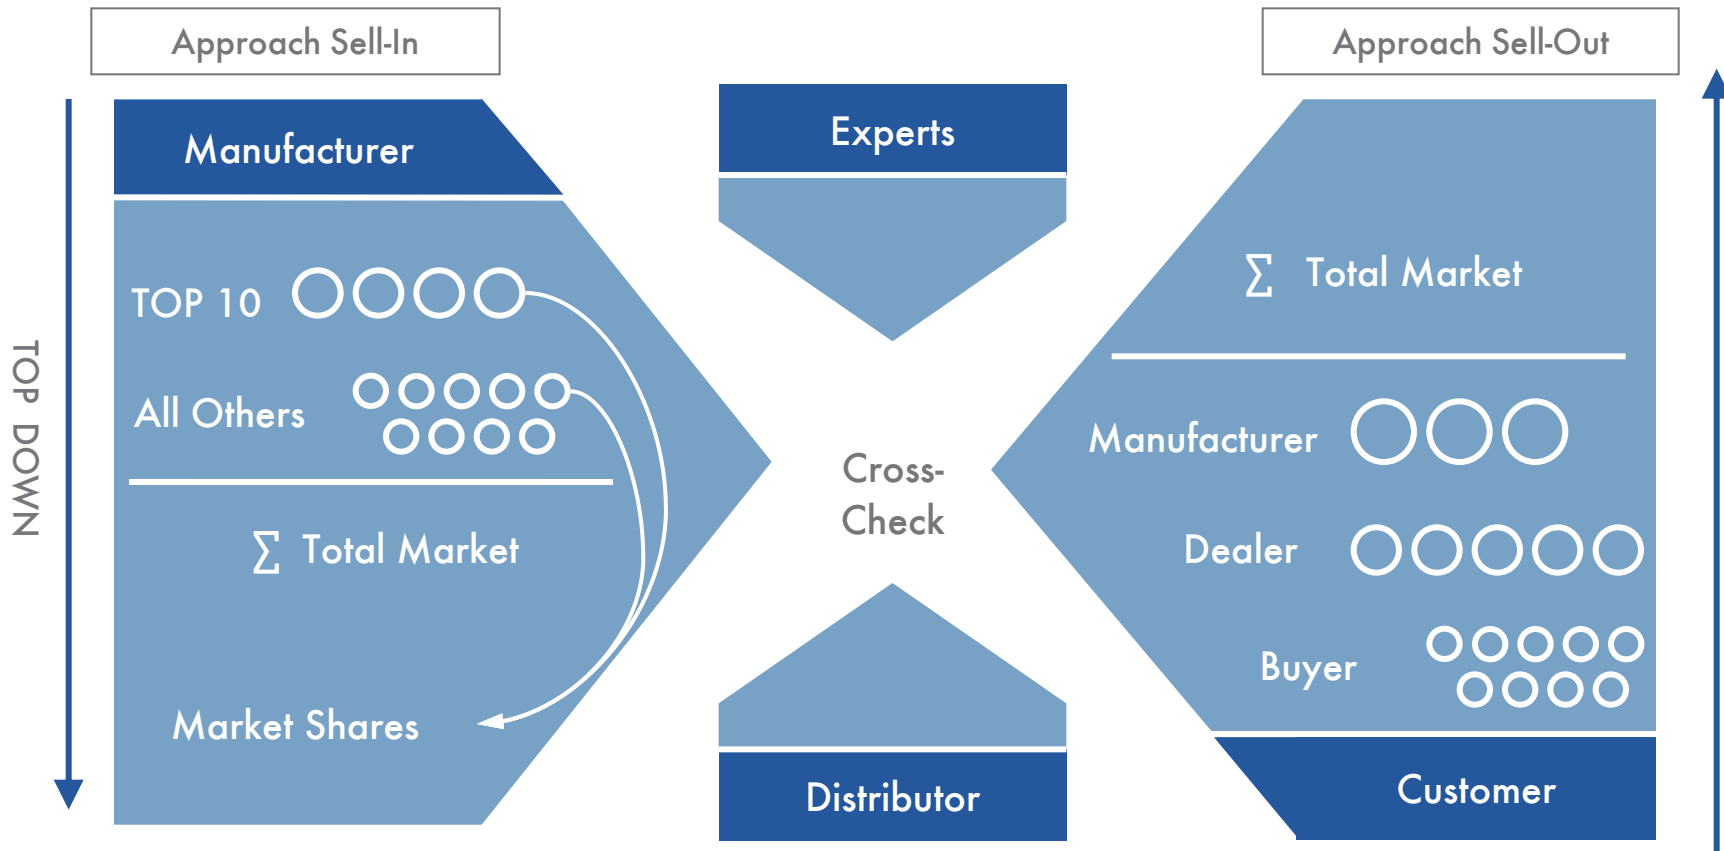 Approach Sell-In
Manufacturer
TOP 10
All Others
∑ Total Market
Market Shares
TOP DOWN
Experts
Cross-
Check
Distributor
Approach Sell-Out
∑ Total Market
Manufacturer
Dealer
Buyer
Customer